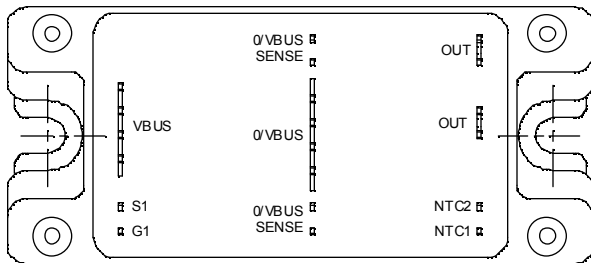 0/VBUS
SENSE
OUT
VBUS
0/VBUS
OUT
S1
0/VBUS
NTC2
G1
SENSE
NTC1